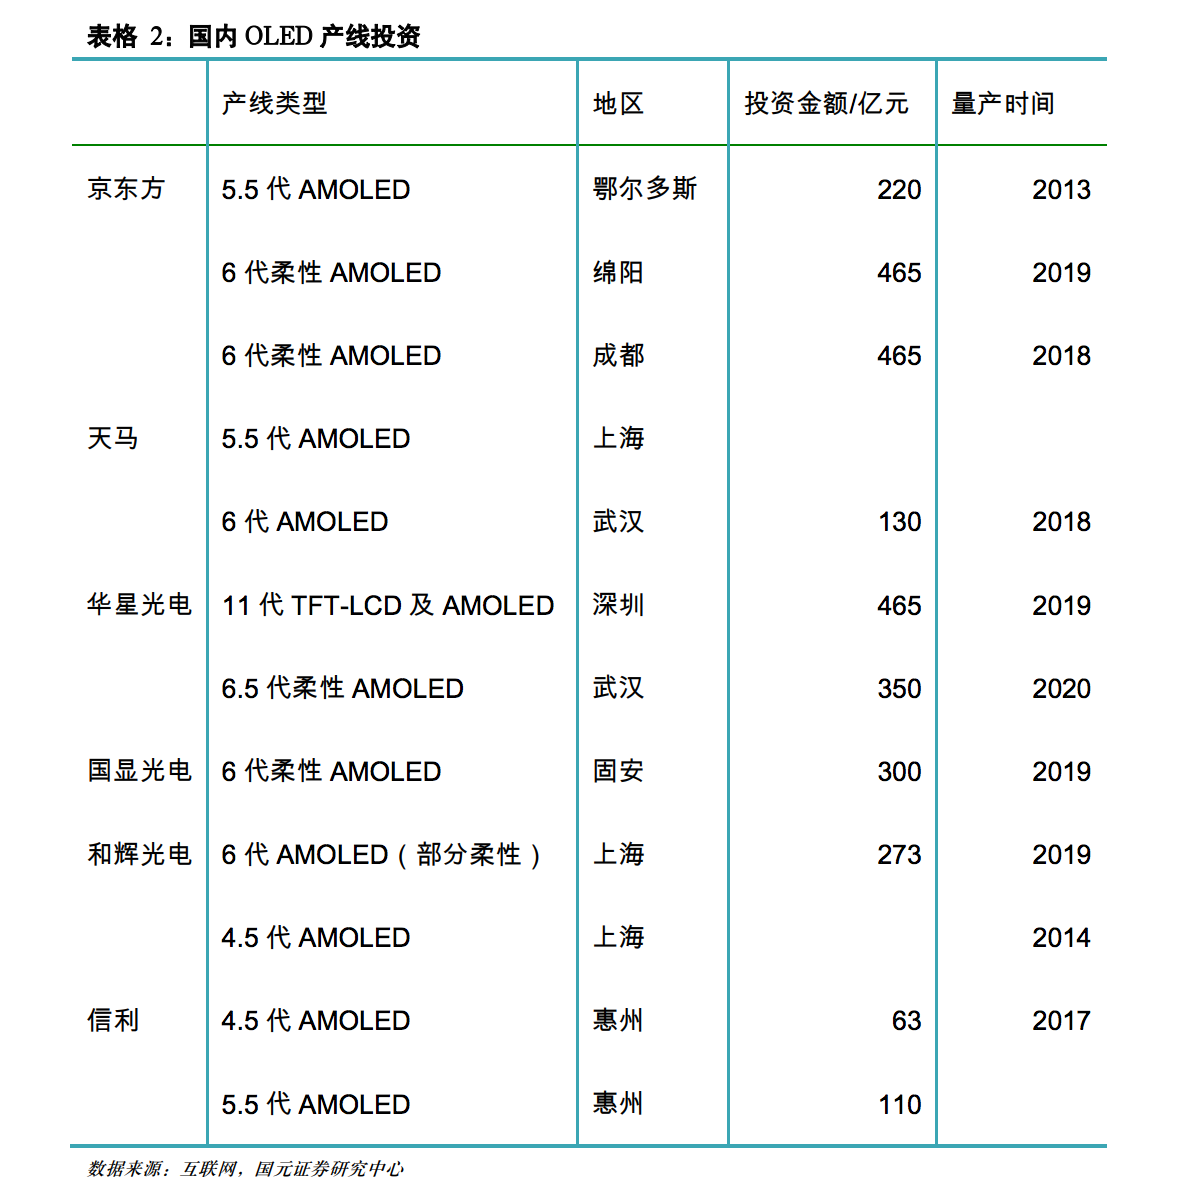 表格 2：国内 OLED 产线投资
产线类型 地区 投资金额/亿元 量产时间
京东方 5.5 代 AMOLED 鄂尔多斯 220 2013
6 代柔性 AMOLED 绵阳 465 2019
6 代柔性 AMOLED 成都 465 2018
天马 5.5 代 AMOLED 上海
6 代 AMOLED 武汉 130 2018
华星光电 11 代 TFT-LCD 及 AMOLED 深圳 465 2019
6.5 代柔性 AMOLED 武汉 350 2020
国显光电 6 代柔性 AMOLED 固安 300 2019
和辉光电 6 代 AMOLED（部分柔性） 上海 273 2019
4.5 代 AMOLED 上海 2014
信利 4.5 代 AMOLED 惠州 63 2017
5.5 代 AMOLED 惠州 110
数据来源：互联网，国元证券研究中心